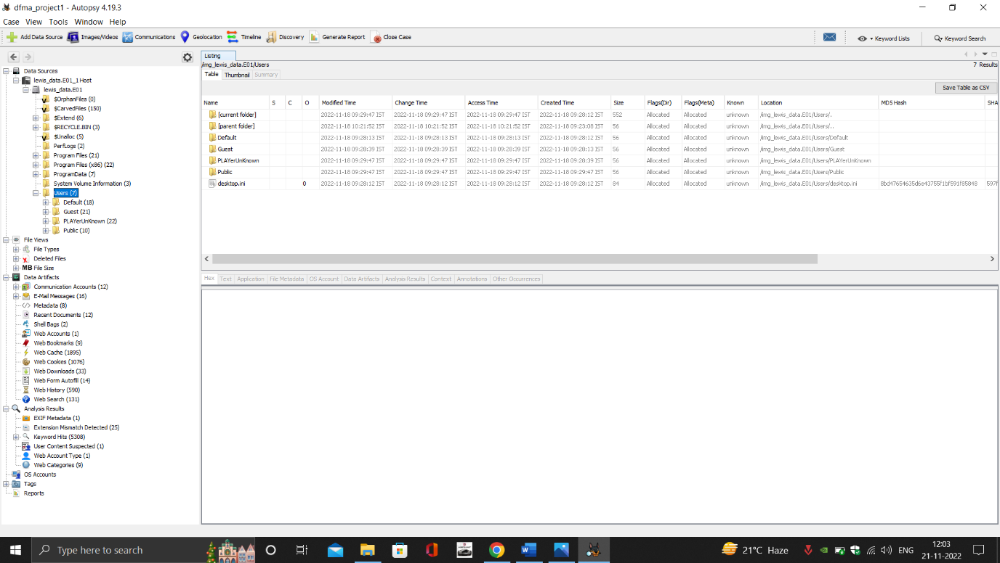 dfma_project1 - Autopsy 4.19.3
Case View Tools Window Help
Add Data Source Images/Videos Communications Geolocation Timeline Discovery Generate Report Close Case Keyword Lists Keyword Search
Listing
/img_lewis_data.E01/Users 7 Results
Table Thumbnail Summary
Save Table as CSV
Name S C O Modified Time Change Time Access Time Created Time Size Flags(Dir) Flags(Meta) Known Location MD5 Hash SHA
[current folder] 2022-11-18 09:29:47 IST 2022-11-18 09:29:47 IST 2022-11-18 09:29:47 IST 2022-11-18 09:28:12 IST 552 Allocated Allocated unknown /img_lewis_data.E01/Users/.
[parent folder] 2022-11-18 10:21:52 IST 2022-11-18 10:21:52 IST 2022-11-18 10:21:52 IST 2022-11-18 09:23:08 IST 56 Allocated Allocated unknown /img_lewis_data.E01/Users/..
Default 2022-11-18 09:28:13 IST 2022-11-18 09:28:12 IST 2022-11-18 09:28:13 IST 2022-11-18 09:28:12 IST 56 Allocated Allocated unknown /img_lewis_data.E01/Users/Default
Guest 2022-11-18 09:28:39 IST 2022-11-18 09:28:39 IST 2022-11-18 09:28:39 IST 2022-11-18 09:28:13 IST 56 Allocated Allocated unknown /img_lewis_data.E01/Users/Guest
PLAYerUnKnown 2022-11-18 09:29:47 IST 2022-11-18 09:29:47 IST 2022-11-18 09:29:47 IST 2022-11-18 09:28:39 IST 56 Allocated Allocated unknown /img_lewis_data.E01/Users/PLAYerUnKnown
Public 2022-11-18 09:29:47 IST 2022-11-18 09:29:47 IST 2022-11-18 09:29:47 IST 2022-11-18 09:29:47 IST 56 Allocated Allocated unknown /img_lewis_data.E01/Users/Public
desktop.ini 0 2022-11-18 09:28:12 IST 2022-11-18 09:28:12 IST 2022-11-18 09:28:12 IST 2022-11-18 09:28:12 IST 84 Allocated Allocated unknown /img_lewis_data.E01/Users/desktop.ini 8bd47654635d6e43755f1bf591f85848 597f
Data Sources
lewis_data.E01_1 Host
lewis_data.E01
$OrphanFiles (0)
$CarvedFiles (150)
$Extend (6)
$RECYCLE.BIN (3)
$Unalloc (5)
PerfLogs (2)
Program Files (21)
Program Files (x86) (22)
ProgramData (7)
System Volume Information (3)
Users (7)
Default (18)
Guest (21)
PLAYerUnKnown (22)
Public (10)
File Views
File Types
Deleted Files
MB File Size
Data Artifacts
Communication Accounts (12)
E-Mail Messages (16)
Metadata (8)
Recent Documents (12)
Shell Bags (2)
Web Accounts (1)
Web Bookmarks (9)
Web Cache (1895)
Web Cookies (1076)
Web Downloads (33)
Web Form Autofill (14)
Web History (590)
Web Search (131)
Analysis Results
EXIF Metadata (1)
Extension Mismatch Detected (25)
Keyword Hits (5308)
User Content Suspected (1)
Web Account Type (1)
Web Categories (9)
OS Accounts
Tags
Reports
Hex Text Application File Metadata OS Account Data Artifacts Analysis Results Context Annotations Other Occurrences
Type here to search 21°C Haze ENG 12:03
21-11-2022